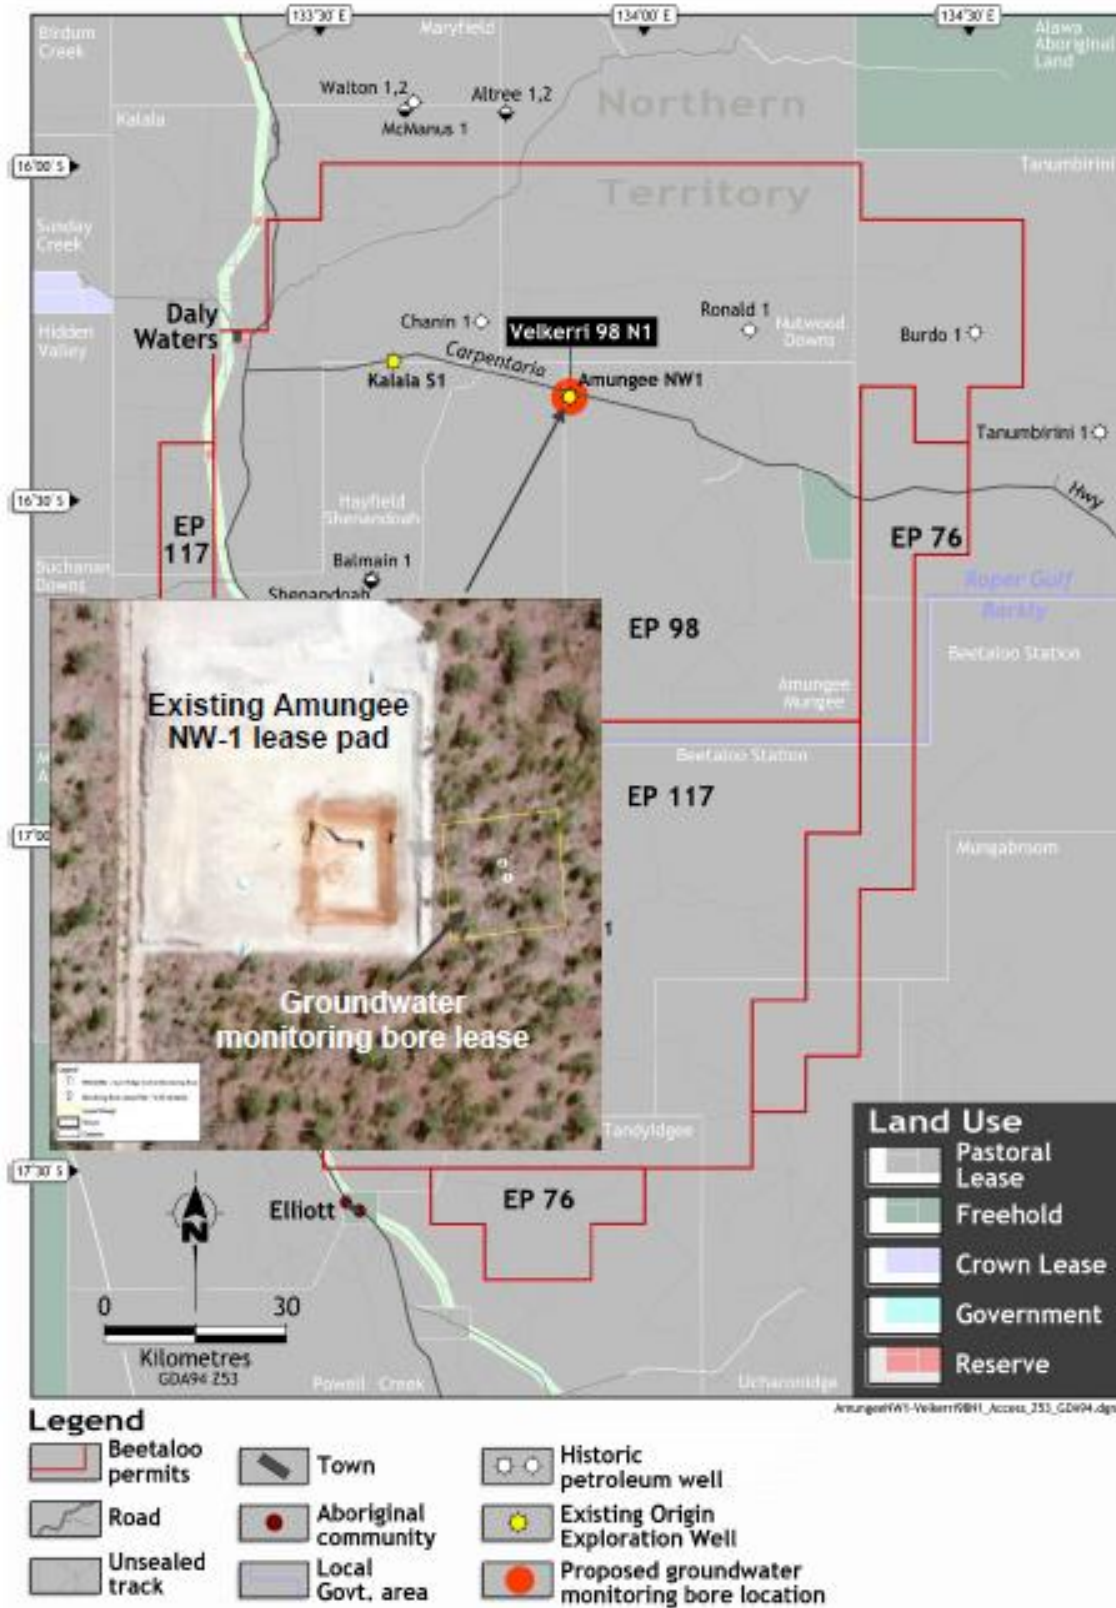 133°30' E
134°00' E
134°30' E
Birdum
Creek
Maryfield
Alawa
Aboriginal
Land
Walton 1,2
Altree 1,2
McManus 1
Kalala
Northern
Territory
16°00' S
Tanumbirini
Sunday
Creek
Daly
Waters
Hidden
Valley
Chanin 1
Velkerri 98 N1
Ronald 1
Nutwood
Downs
Burdo 1
Carpentaria
Kalala S1
Amungee NW1
Tanumbirini 1
Hwy
16°30' S
Hayfield
Shenandoah
EP
117
EP 76
Buchanan
Downs
Balmain 1
Shenandoah
Roper Gulf
Barkly
EP 98
Beetaloo Station
Existing Amungee
NW-1 lease pad
Amungee
Mungee
M
A
Beetaloo Station
EP 117
17°00
Mungabroom
1
Groundwater
monitoring bore lease
Legend
Tandyidgee
17°30' S
Elliott
EP 76
N
0 30
Kilometres
GDA94 Z53
Powell Creek
Ucharonidge
Land Use
Pastoral
Lease
Freehold
Crown Lease
Government
Reserve
AmungeeNW1-Velkerri98N1_Access_Z53_GDA94.dgn
Legend
Beetaloo
permits
Road
Unsealed
track
Town
Aboriginal
community
Local
Govt. area
Historic
petroleum well
Existing Origin
Exploration Well
Proposed groundwater
monitoring bore location